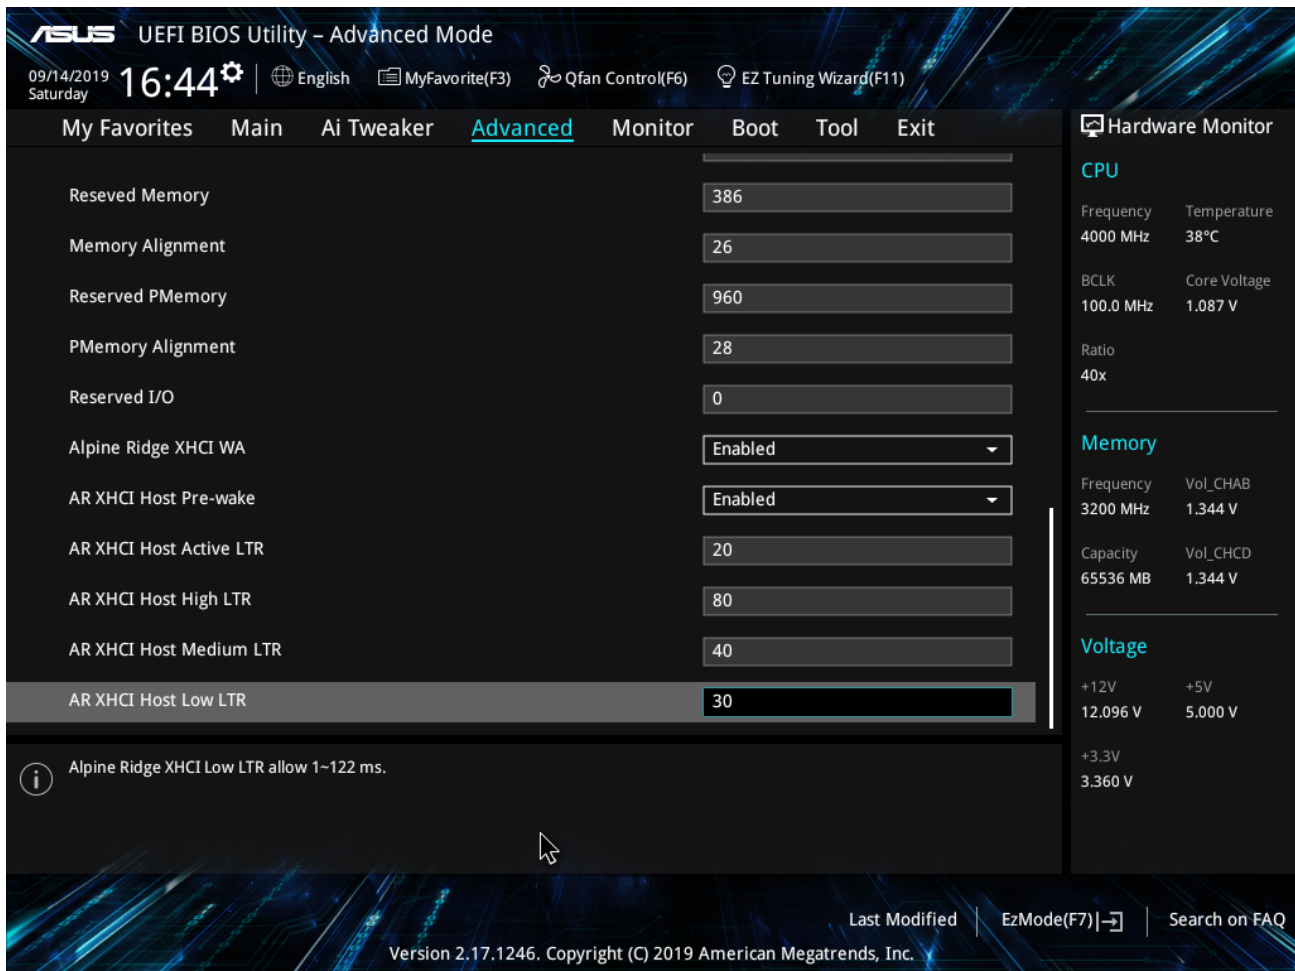 ASUS UEFI BIOS Utility – Advanced Mode
09/14/2019 Saturday 16:44 English MyFavorite(F3) Qfan Control(F6) EZ Tuning Wizard(F11)
My Favorites Main Ai Tweaker Advanced Monitor Boot Tool Exit
Reseved Memory 386
Memory Alignment 26
Reserved PMemory 960
PMemory Alignment 28
Reserved I/O 0
Alpine Ridge XHCI WA Enabled
AR XHCI Host Pre-wake Enabled
AR XHCI Host Active LTR 20
AR XHCI Host High LTR 80
AR XHCI Host Medium LTR 40
AR XHCI Host Low LTR 30
Alpine Ridge XHCI Low LTR allow 1~122 ms.
Hardware Monitor
CPU
Frequency Temperature
4000 MHz 38°C
BCLK Core Voltage
100.0 MHz 1.087 V
Ratio
40x
Memory
Frequency Vol_CHAB
3200 MHz 1.344 V
Capacity Vol_CHCD
65536 MB 1.344 V
Voltage
+12V +5V
12.096 V 5.000 V
+3.3V
3.360 V
Last Modified EzMode(F7) Search on FAQ
Version 2.17.1246. Copyright (C) 2019 American Megatrends, Inc.